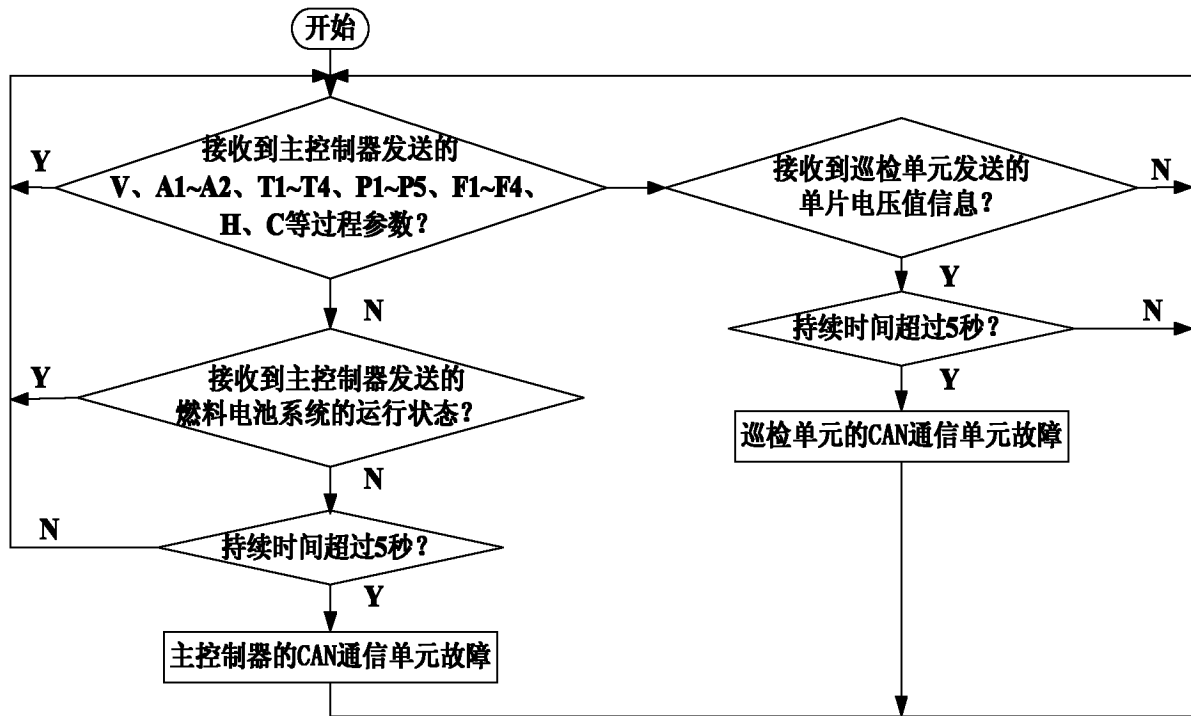 开始
接收到主控制器发送的
V、A1~A2、T1~T4、P1~P5、F1~F4、
H、C等过程参数？
Y
N
接收到主控制器发送的
燃料电池系统的运行状态？
Y
N
持续时间超过5秒？
N
Y
主控制器的CAN通信单元故障
接收到巡检单元发送的
单片电压值信息？
N
Y
持续时间超过5秒？
N
Y
巡检单元的CAN通信单元故障